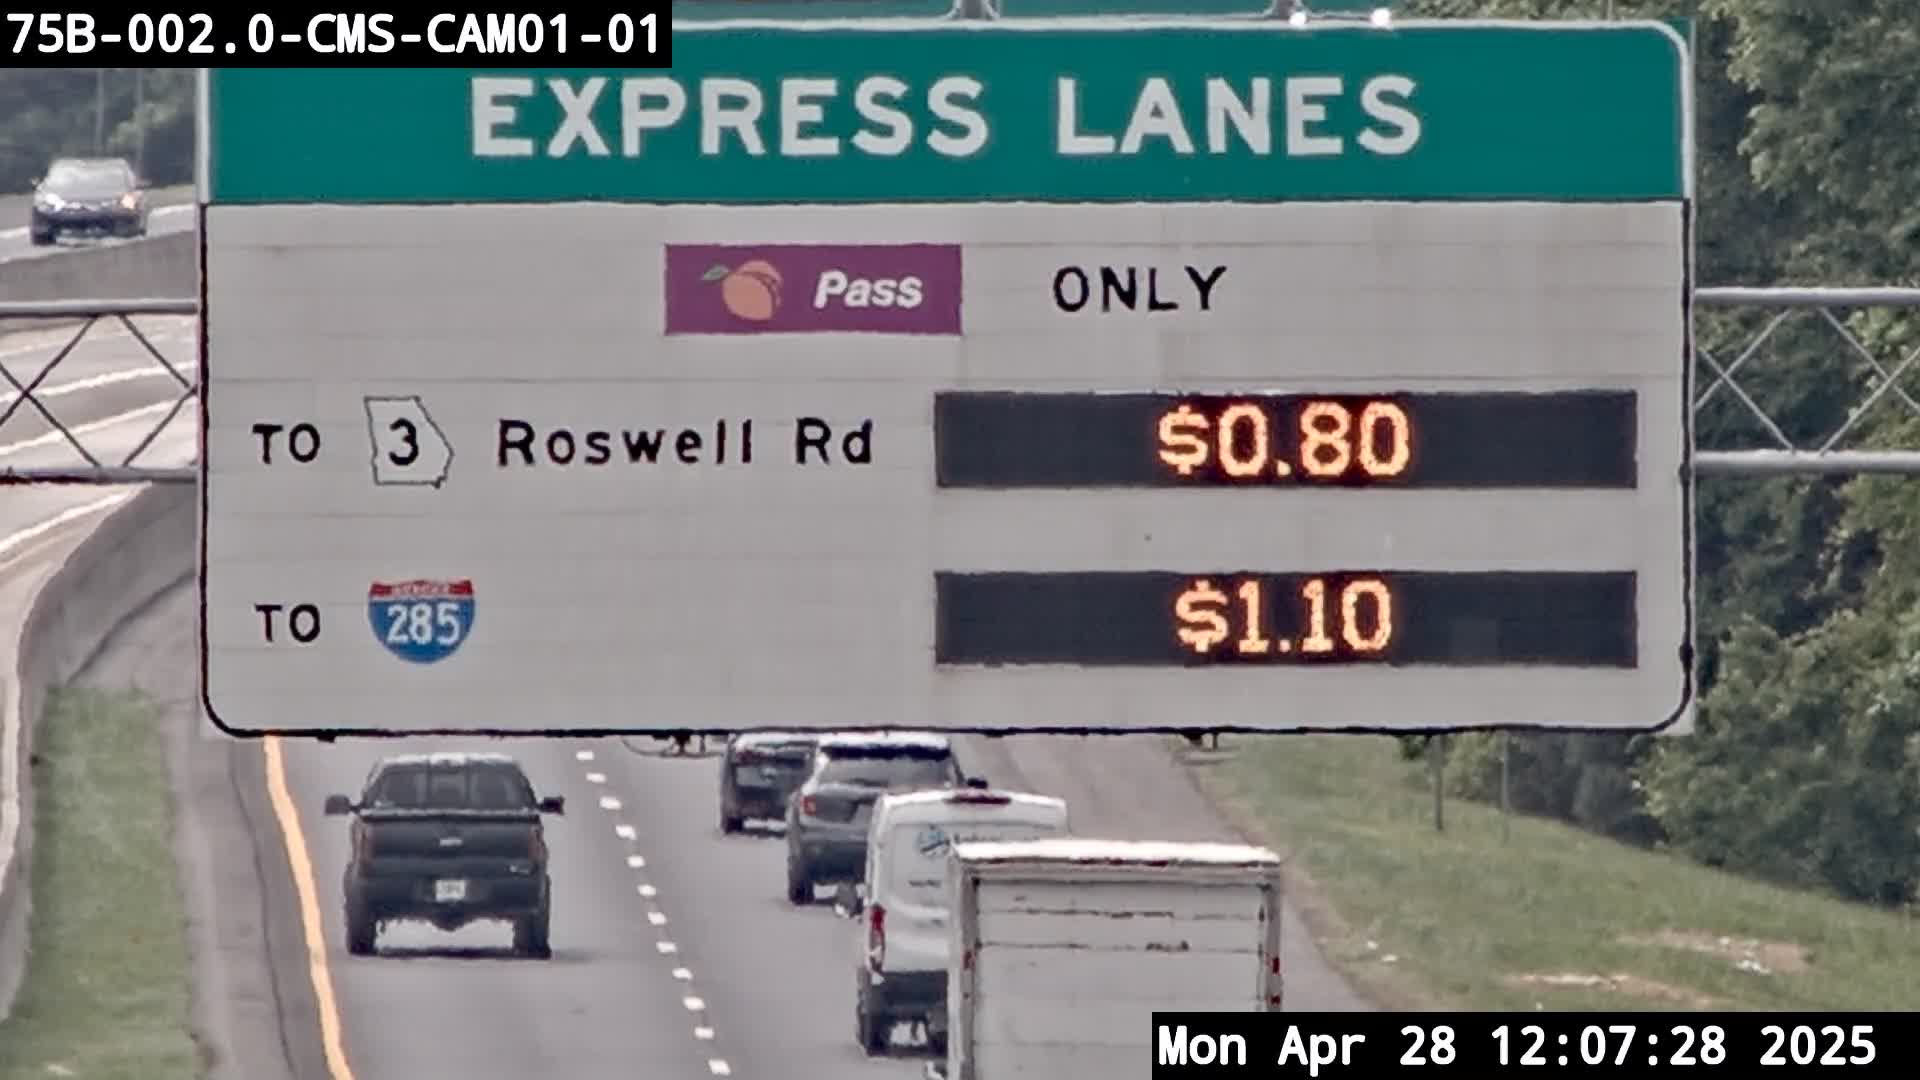 75B-002.0-CMS-CAM01-01
EXPRESS LANES
Pass ONLY
TO 3 Roswell Rd $0.80
TO 285 $1.10
Mon Apr 28 12:07:28 2025